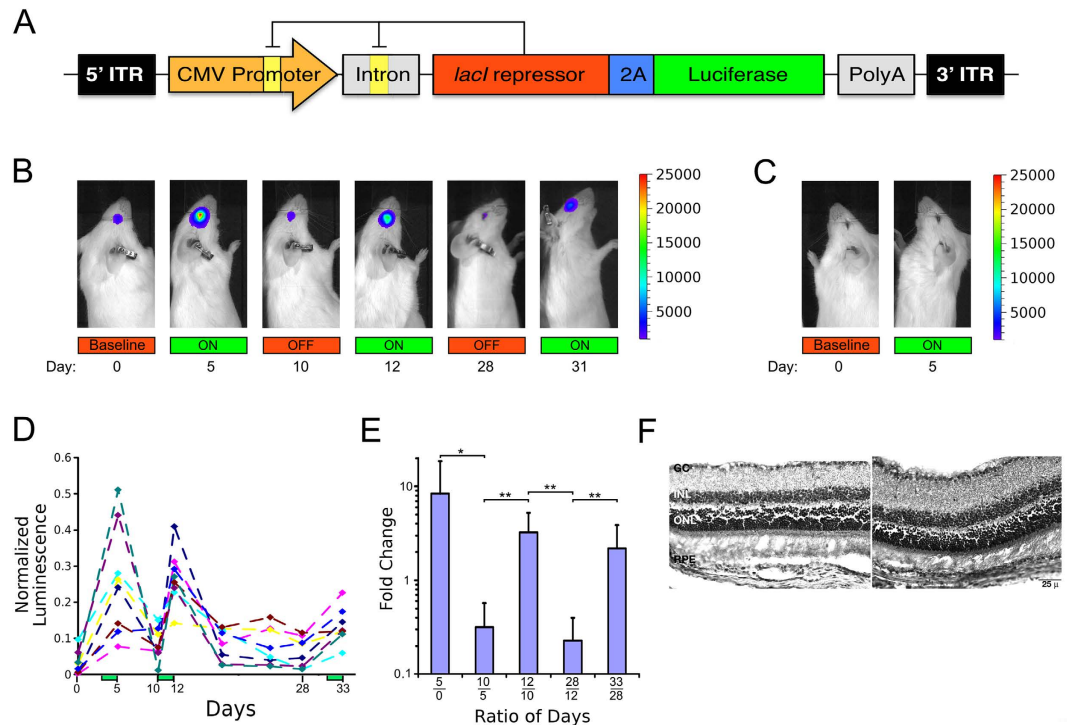 A
5' ITR
CMV Promoter
Intron
lacI repressor
2A
Luciferase
PolyA
3' ITR
B
Baseline
ON
OFF
ON
OFF
ON
Day:
0
5
10
12
28
31
25000
20000
15000
10000
5000
C
Baseline
ON
Day:
0
5
25000
20000
15000
10000
5000
D
Normalized
Luminescence
0.6
0.5
0.4
0.3
0.2
0.1
0
0
5
10
12
28
33
Days
E
Fold Change
10
1
0.1
*
**
**
**
5
0
10
5
12
10
28
12
33
28
Ratio of Days
F
GC
INL
ONL
RPE
25 μ